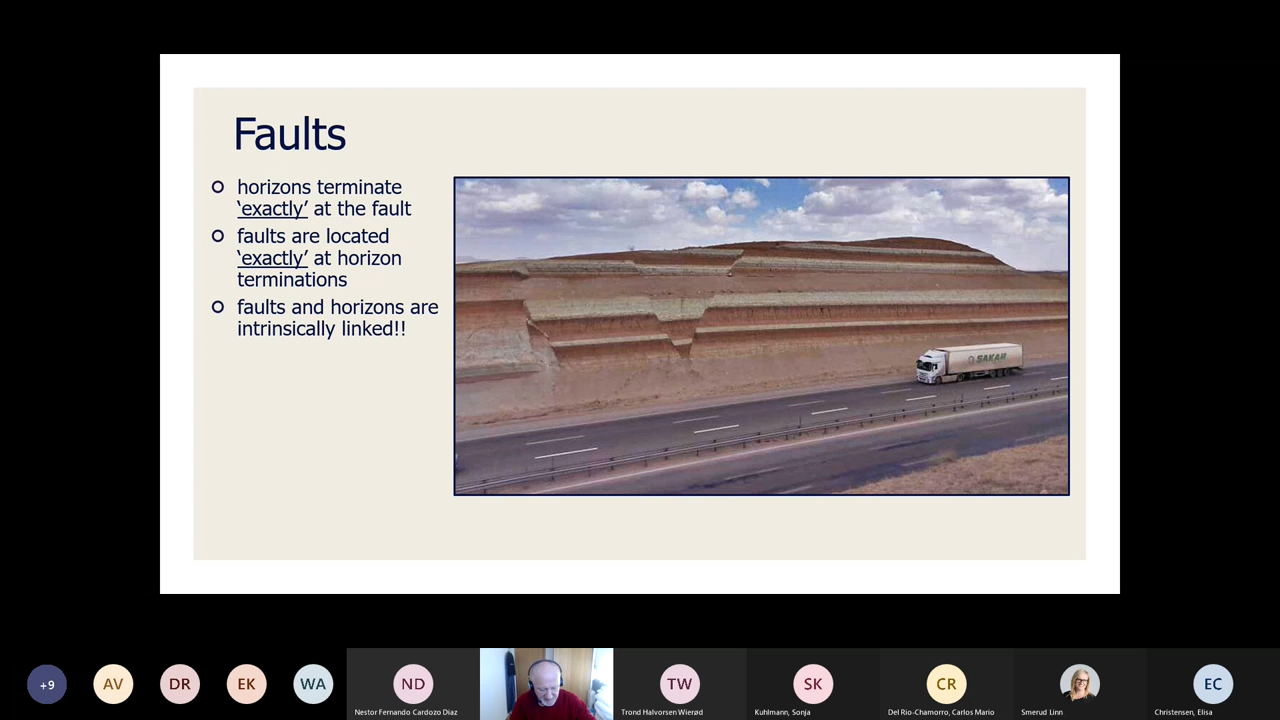 Faults
horizons terminate
‘exactly’ at the fault
faults are located
‘exactly’ at horizon
terminations
faults and horizons are
intrinsically linked!!
SAKAR
+9
AV
DR
EK
WA
ND
TW
SK
CR
EC
Nestor Fernando Cardozo Diaz
Trond Halvorsen Wierød
Kuhlmann, Sonja
Del Rio-Chamorro, Carlos Mario
Smerud Linn
Christensen, Elisa